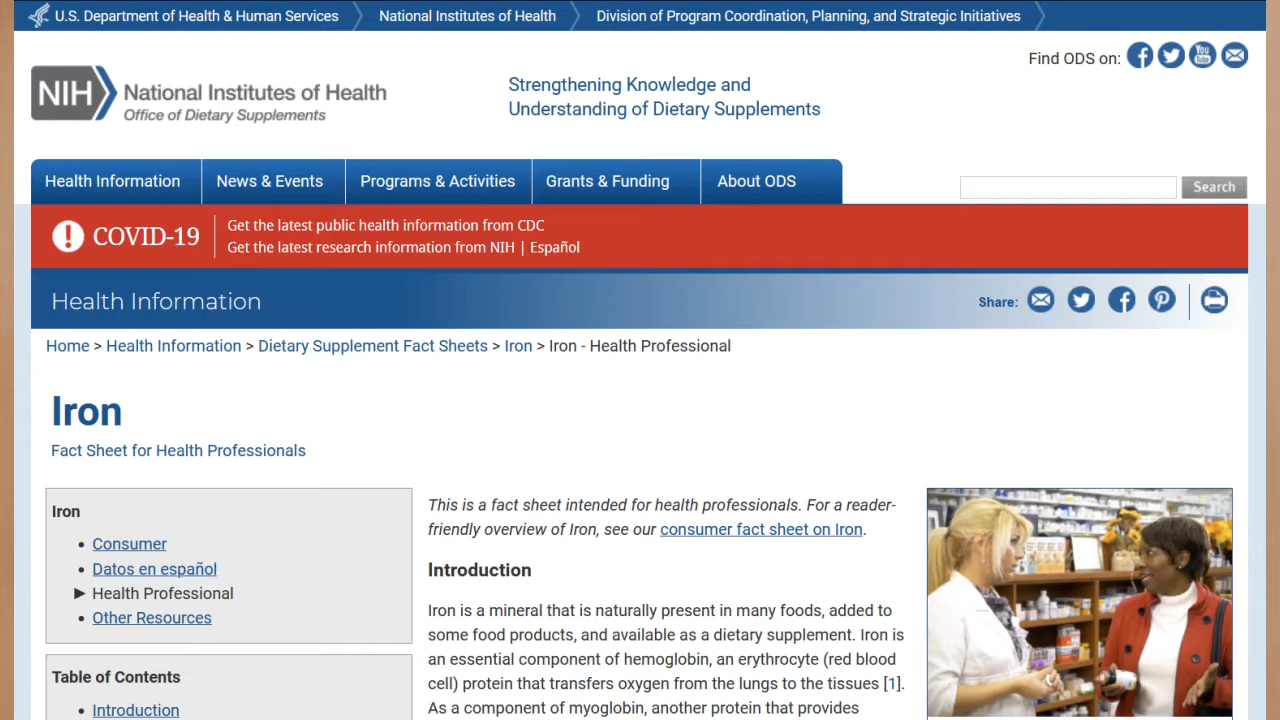 U.S. Department of Health & Human Services
National Institutes of Health
Division of Program Coordination, Planning, and Strategic Initiatives
Find ODS on:
You
Tube
NIH
National Institutes of Health
Office of Dietary Supplements
Strengthening Knowledge and
Understanding of Dietary Supplements
Health Information
News & Events
Programs & Activities
Grants & Funding
About ODS
Search
COVID-19
Get the latest public health information from CDC
Get the latest research information from NIH | Español
Health Information
Share:
Home > Health Information > Dietary Supplement Fact Sheets > Iron > Iron - Health Professional
Iron
Fact Sheet for Health Professionals
Iron
• Consumer
• Datos en español
► Health Professional
• Other Resources
Table of Contents
Introduction
This is a fact sheet intended for health professionals. For a reader-
friendly overview of Iron, see our consumer fact sheet on Iron.
Introduction
Iron is a mineral that is naturally present in many foods, added to
some food products, and available as a dietary supplement. Iron is
an essential component of hemoglobin, an erythrocyte (red blood
cell) protein that transfers oxygen from the lungs to the tissues [1].
As a component of myoglobin, another protein that provides